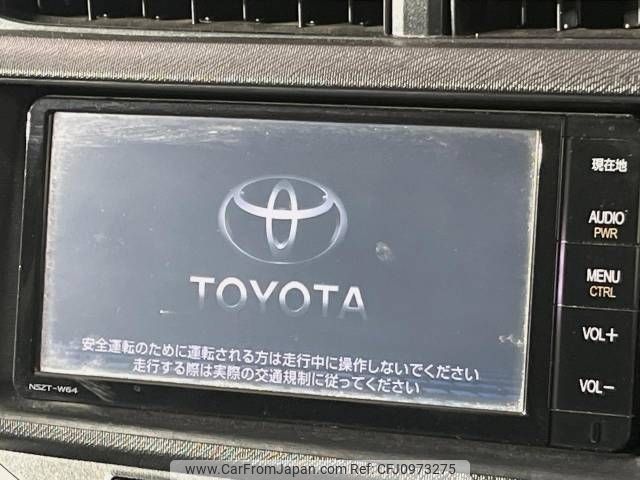 現在地
AUDIO
PWR
MENU
CTRL
VOL+
VOL-
TOYOTA
安全運転のために運転される方は走行中に操作しないでください
走行する際は実際の交通規制に従ってください
NSZT-W64
www.CarFromJapan.com | CFJ10973275